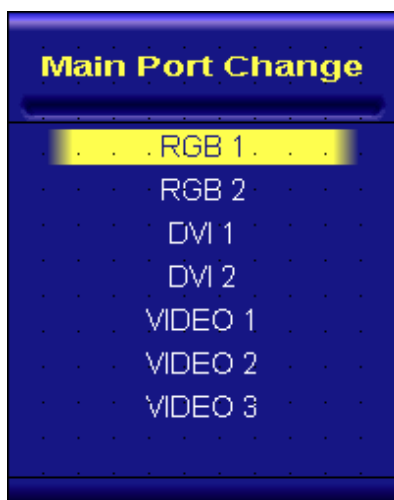 Main Port Change
RGB 1
RGB 2
DVI 1
DVI 2
VIDEO 1
VIDEO 2
VIDEO 3